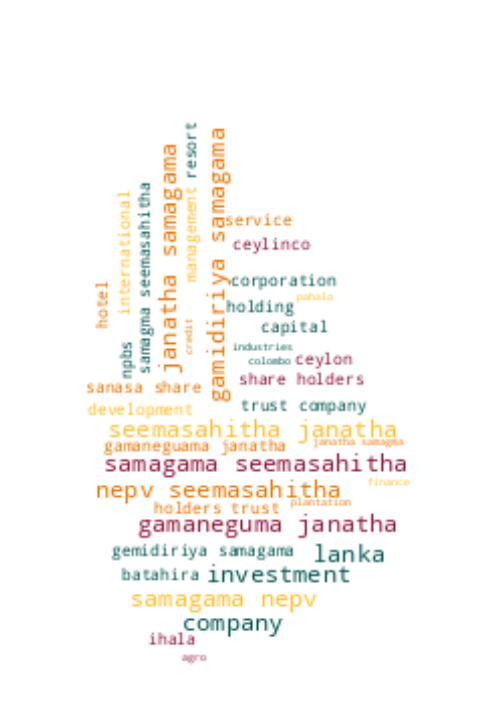 hotel
international
npbs
samagma seemasahitha
janatha samagama
credit
management
resort
gamidiriya samagama
service
ceylinco
corporation
pahala
holding
capital
industries
colombo
ceylon
share holders
sanasa share
trust company
development
seemasahitha janatha
gamaneguama janatha
janatha samagma
samagama seemasahitha
finance
nepv seemasahitha
plantation
holders trust
gamaneguma janatha
gemidiriya samagama
lanka
batahira
investment
samagama nepv
company
ihala
agro